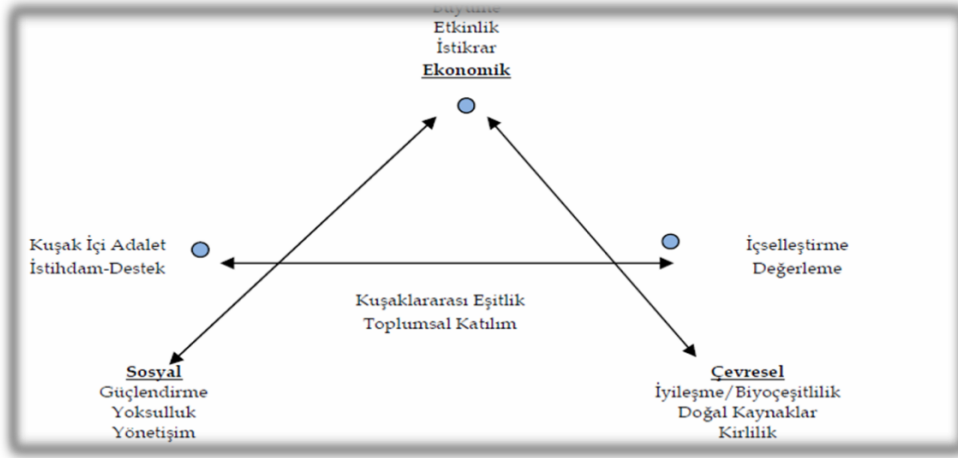 Etkinlik
İstikrar
Ekonomik
Kuşak İçi Adalet
İstihdam-Destek
İçselleştirme
Değerleme
Kuşaklararası Eşitlik
Toplumsal Katılım
Sosyal
Güçlendirme
Yoksulluk
Yönetişim
Çevresel
İyileşme/Biyoçeşitlilik
Doğal Kaynaklar
Kirlilik